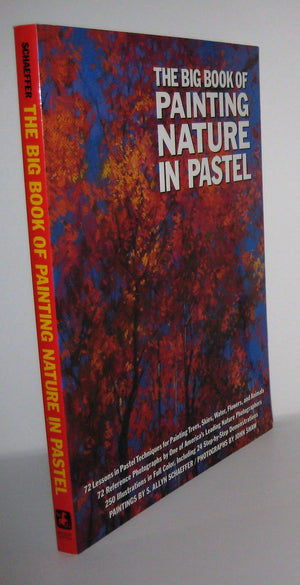 SCHAEFFER
THE BIG BOOK OF PAINTING NATURE IN PASTEL
THE BIG BOOK OF
PAINTING
NATURE
IN PASTEL
72 Lessons in Pastel Techniques for Painting Trees, Skies, Water, Flowers, and Animals
72 Reference Photographs by One of America's Leading Nature Photographers
250 Illustrations in Full Color, Including 24 Step-by-Step Demonstrations
PAINTINGS BY S. ALLYN SCHAEFFER / PHOTOGRAPHS BY JOHN SHAW